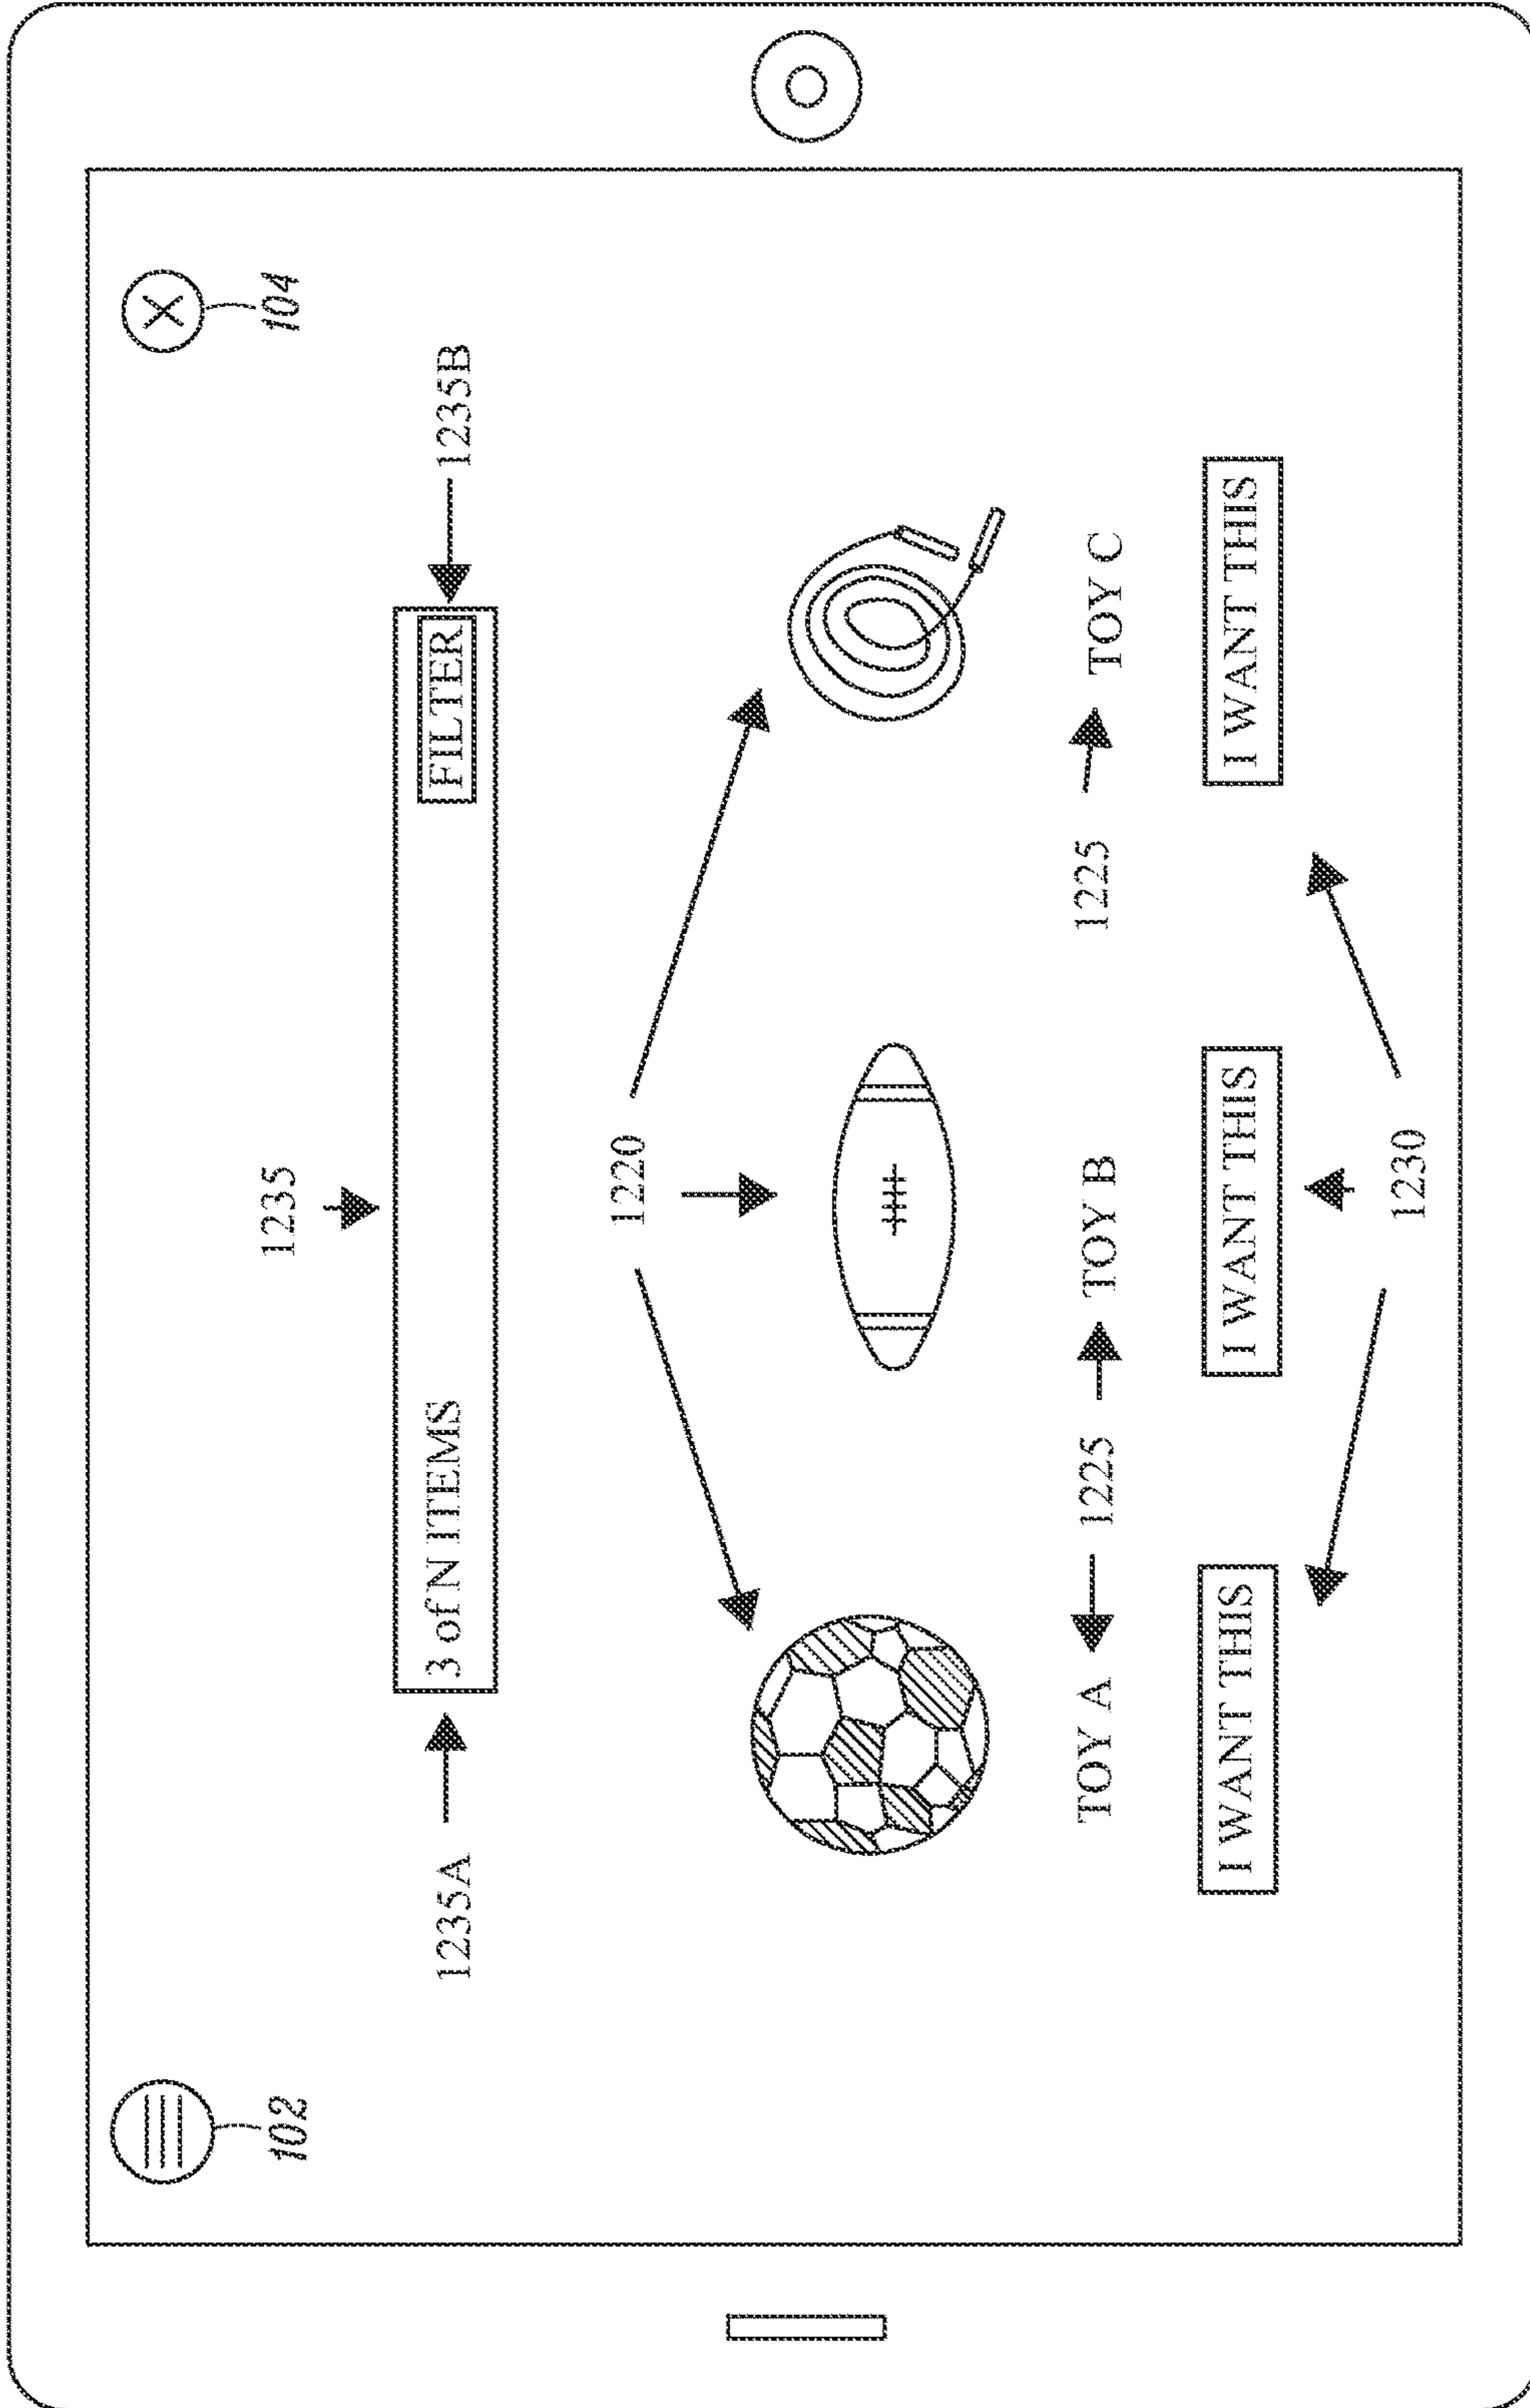 102
104
1235
1235A
3 of N ITEMS
FILTER
1235B
1220
TOY A
1225
TOY B
1225
TOY C
I WANT THIS
I WANT THIS
I WANT THIS
1230